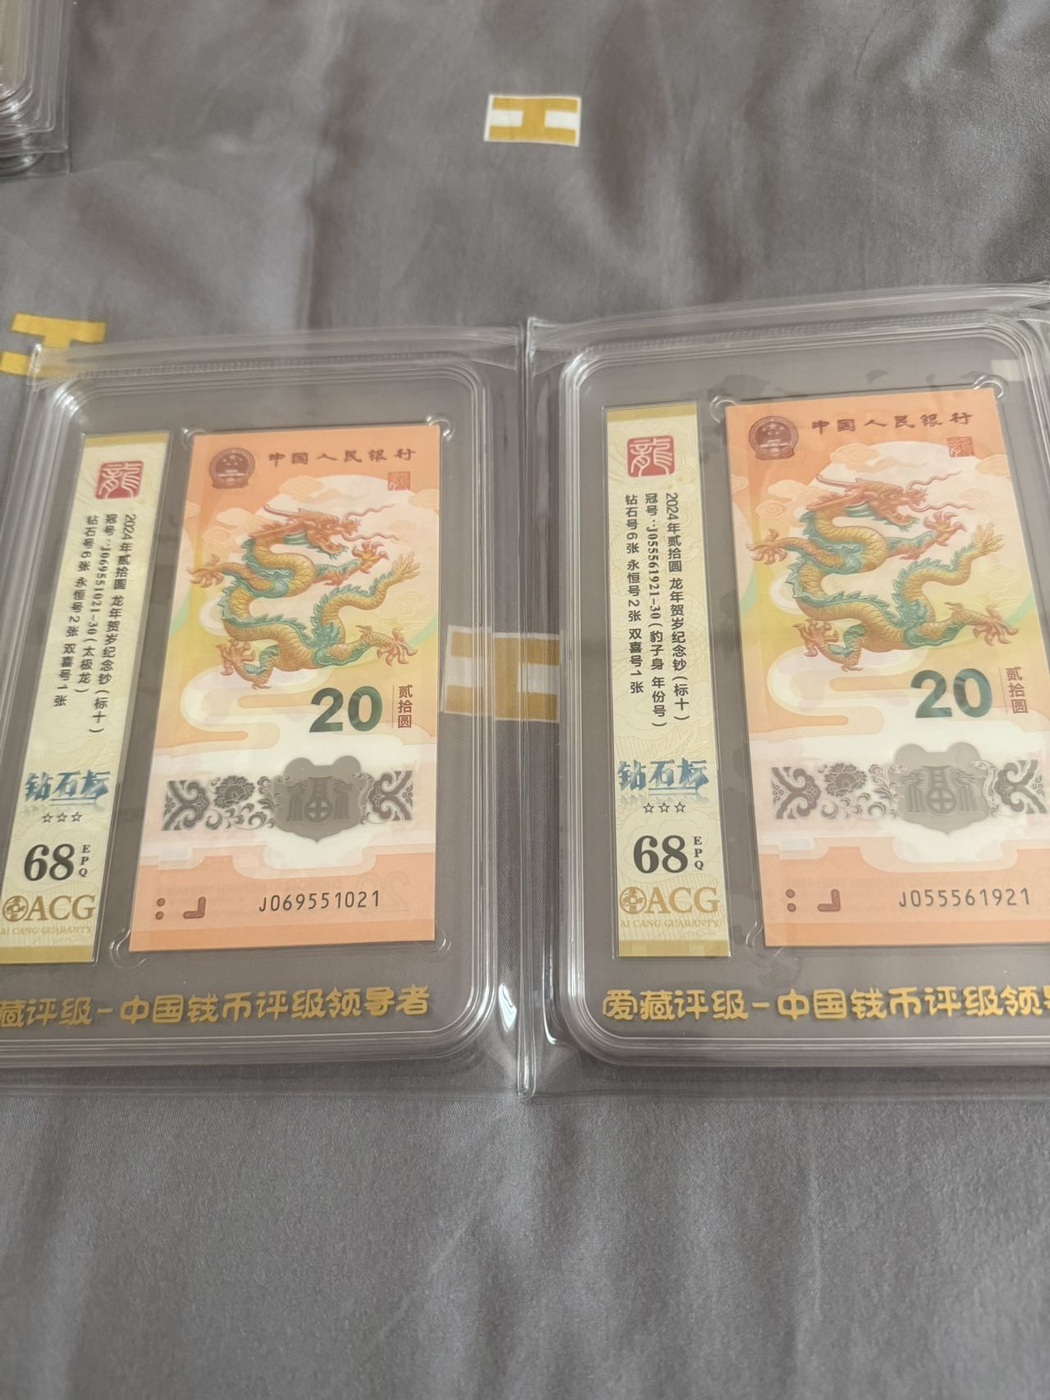 龍
2024年贰拾圆 龙年贺岁纪念钞(标十)
冠号:J069551021-30(太极龙)
钻石号6张 永恒号2张 双喜号1张
钻石标
☆☆☆
68
EPQ
ACG
AI CANG GUARANTY
中国人民银行
20
贰拾圆
福
J069551021
藏评级-中国钱币评级领导者
龍
2024年贰拾圆 龙年贺岁纪念钞(标十)
冠号:J055561921-30(豹子身 年份号)
钻石号6张 永恒号2张 双喜号1张
钻石标
☆☆☆
68
EPQ
ACG
AI CANG GUARANTY
中国人民银行
20
贰拾圆
福
J055561921
爱藏评级-中国钱币评级领导